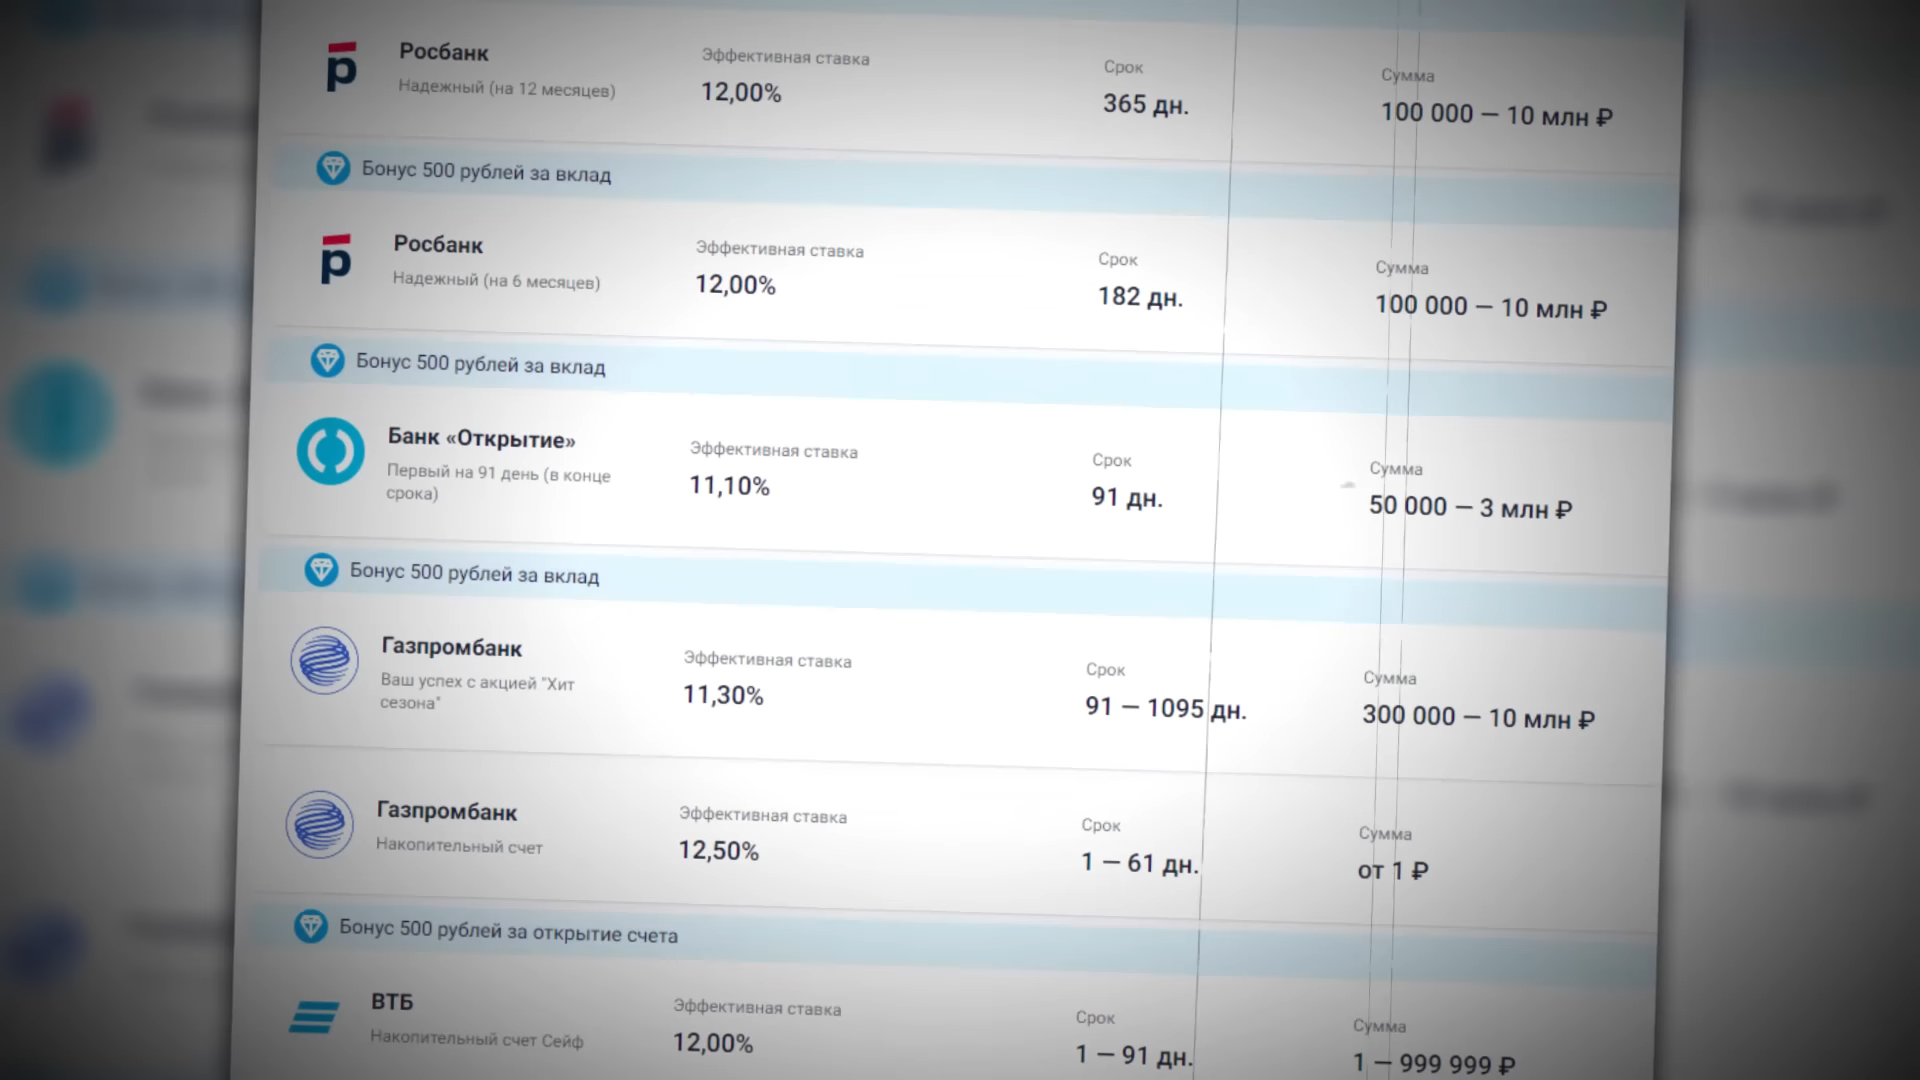 Росбанк
Надежный (на 12 месяцев)
Эффективная ставка
12,00%
Срок
365 дн.
Сумма
100 000 — 10 млн ₽
Бонус 500 рублей за вклад
Росбанк
Надежный (на 6 месяцев)
Эффективная ставка
12,00%
Срок
182 дн.
Сумма
100 000 — 10 млн ₽
Бонус 500 рублей за вклад
Банк «Открытие»
Первый на 91 день (в конце
срока)
Эффективная ставка
11,10%
Срок
91 дн.
Сумма
50 000 — 3 млн ₽
Бонус 500 рублей за вклад
Газпромбанк
Ваш успех с акцией "Хит
сезона"
Эффективная ставка
11,30%
Срок
91 — 1095 дн.
Сумма
300 000 — 10 млн ₽
Газпромбанк
Накопительный счет
Эффективная ставка
12,50%
Срок
1 — 61 дн.
Сумма
от 1 ₽
Бонус 500 рублей за открытие счета
ВТБ
Накопительный счет Сейф
Эффективная ставка
12,00%
Срок
1 — 91 дн.
Сумма
1 — 999 999 ₽